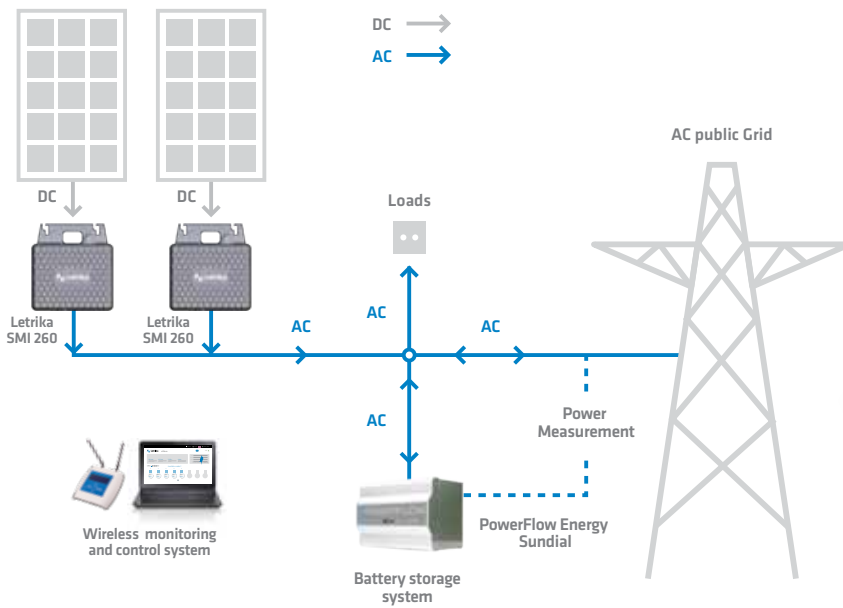 DC
AC
AC public Grid
DC
DC
Loads
Letrika
SMI 260
Letrika
SMI 260
AC
AC
AC
AC
Power
Measurement
Wireless monitoring
and control system
PowerFlow Energy
Sundial
Battery storage
system